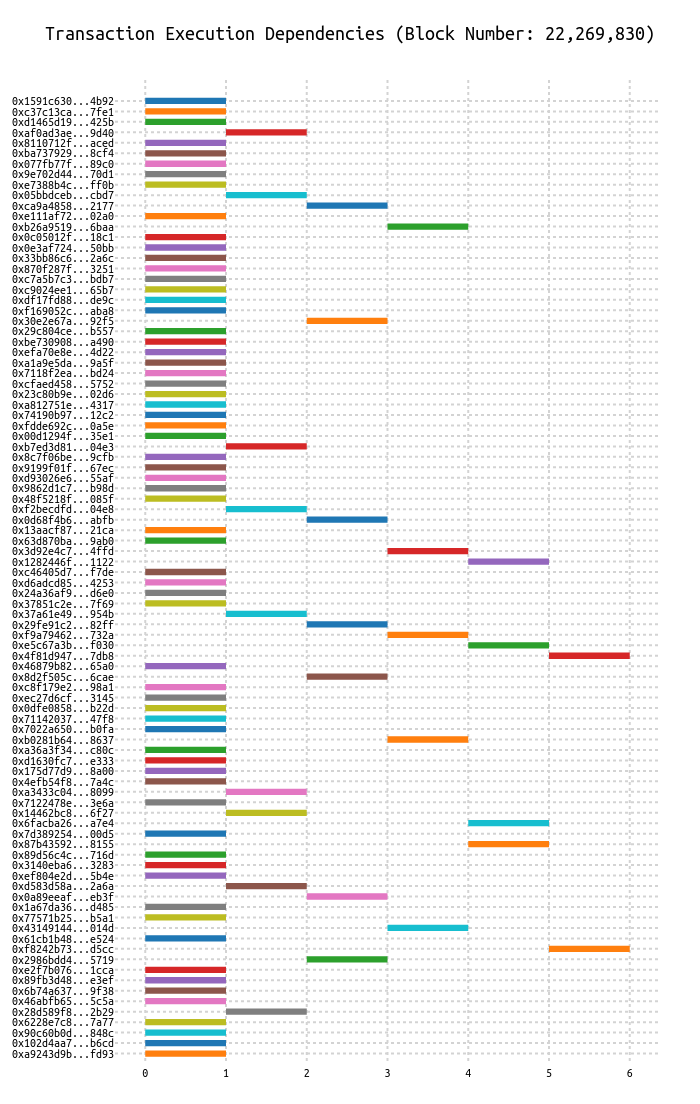 Transaction Execution Dependencies (Block Number: 22,269,830)
0x1591c630...4b92
0xc37c13ca...7fe1
0xd1465d19...425b
0xaf0ad3ae...9d40
0x8110712f...aced
0xba737929...8cf4
0x077fb77f...89c0
0x9e702d44...70d1
0xe7388b4c...ff0b
0x05bbdceb...cbd7
0xca9a4858...2177
0xe111af72...02a0
0xb26a9519...6baa
0x0c05012f...18c1
0x0e3af724...50bb
0x33bb86c6...2a6c
0x870f287f...3251
0xc7a5b7c3...bdb7
0xc9024ee1...65b7
0xdf17fd88...de9c
0xf169052c...aba8
0x30e2e67a...92f5
0x29c804ce...b557
0xbe730908...a490
0xefa70e8e...4d22
0xa1a9e5da...9a5f
0x7118f2ea...bd24
0xcfaed458...5752
0x23c80b9e...02d6
0xa812751e...4317
0x74190b97...12c2
0xfdde692c...0a5e
0x00d1294f...35e1
0xb7ed3d81...04e3
0x8c7f06be...9cfb
0x9199f01f...67ec
0xd93026e6...55af
0x9862d1c7...b98d
0x48f5218f...085f
0xf2becdfd...04e8
0x0d68f4b6...abfb
0x13aacf87...21ca
0x63d870ba...9ab0
0x3d92e4c7...4ffd
0x1282446f...1122
0xc46405d7...f7de
0xd6adcd85...4253
0x24a36af9...d6e0
0x37851c2e...7f69
0x37a61e49...954b
0x29fe91c2...82ff
0xf9a79462...732a
0xe5c67a3b...f030
0x4f81d947...7db8
0x46879b82...65a0
0x8d2f505c...6cae
0xc8f179e2...98a1
0xec27d6cf...3145
0x0dfe0858...b22d
0x71142037...47f8
0x7022a650...b0fa
0xb0281b64...8637
0xa36a3f34...c80c
0xd1630fc7...e333
0x175d77d9...8a00
0x4efb54f8...7a4c
0xa3433c04...8099
0x7122478e...3e6a
0x14462bc8...6f27
0x6facba26...a7e4
0x7d389254...00d5
0x87b43592...8155
0x89d56c4c...716d
0x3140eba6...3283
0xef804e2d...5b4e
0xd583d58a...2a6a
0x0a89eeaf...eb3f
0x1a67da36...d485
0x77571b25...b5a1
0x43149144...014d
0x61cb1b48...e524
0xf8242b73...d5cc
0x2986bdd4...5719
0xe2f7b076...1cca
0x89fb3d48...e3ef
0x6b74a637...9f38
0x46abfb65...5c5a
0x28d589f8...2b29
0x6228e7c8...7a77
0x90c60b0d...848c
0x102d4aa7...b6cd
0xa9243d9b...fd93
0 1 2 3 4 5 6